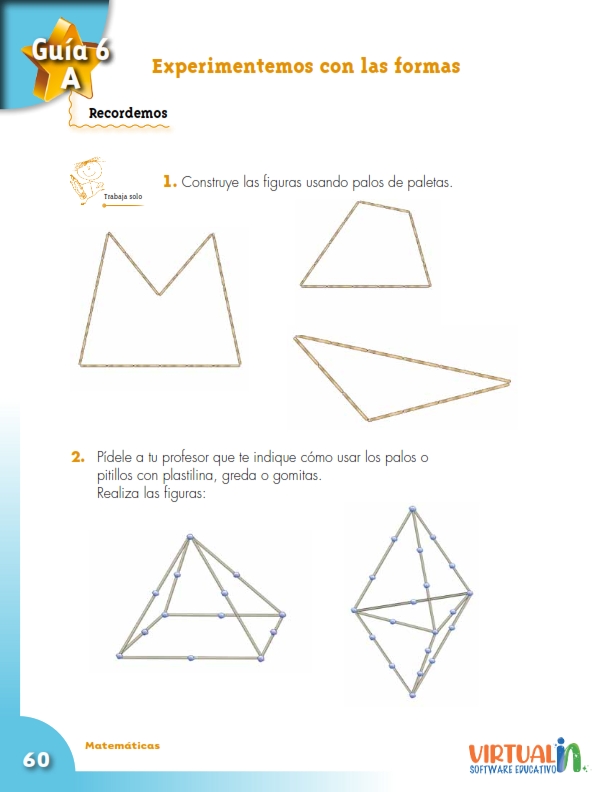 Guía 6
A
Experimentemos con las formas
Recordemos
Trabaja solo
1. Construye las figuras usando palos de paletas.
2. Pídele a tu profesor que te indique cómo usar los palos o
pitillos con plastilina, greda o gomitas.
Realiza las figuras:
Matemáticas
60
VIRTUAL in
SOFTWARE EDUCATIVO